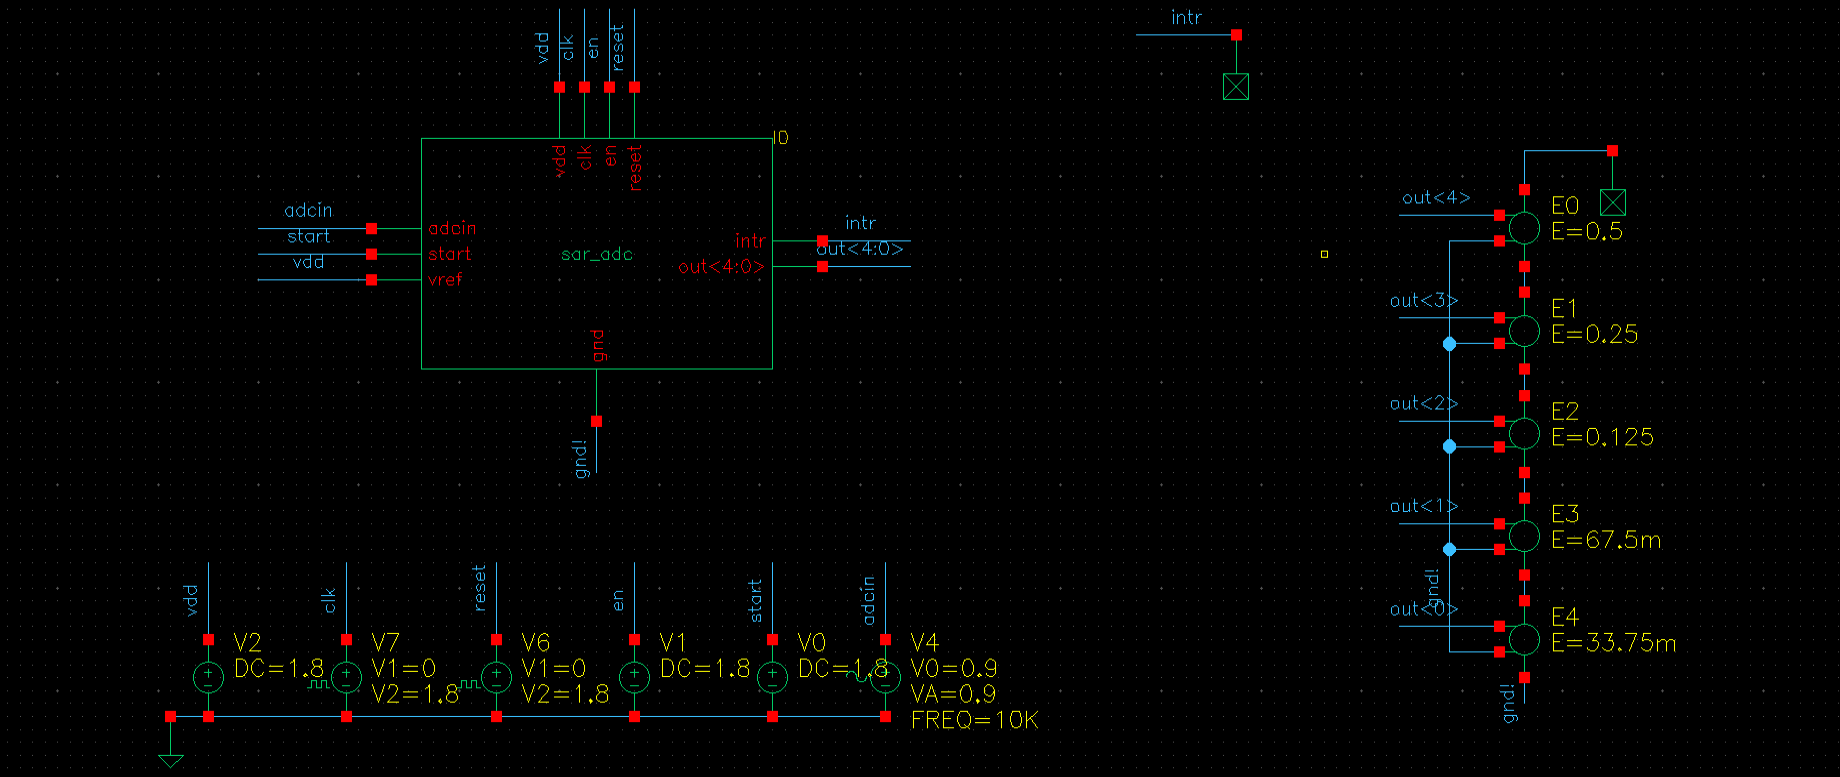 intr
vdd
clk
en
reset
I0
vdd
clk
en
reset
adcin
start
vdd
adcin
start
vref
sar_adc
intr
out<4:0>
intr
out<4:0>
gnd
gnd!
out<4>
E0
E=0.5
out<3>
E1
E=0.25
out<2>
E2
E=0.125
out<1>
E3
E=67.5m
gnd!
out<0>
E4
E=33.75m
gnd!
vdd
V2
DC=1.8
clk
V7
V1=0
V2=1.8
reset
V6
V1=0
V2=1.8
en
V1
DC=1.8
start
V0
DC=1.8
adcin
V4
V0=0.9
VA=0.9
FREQ=10K